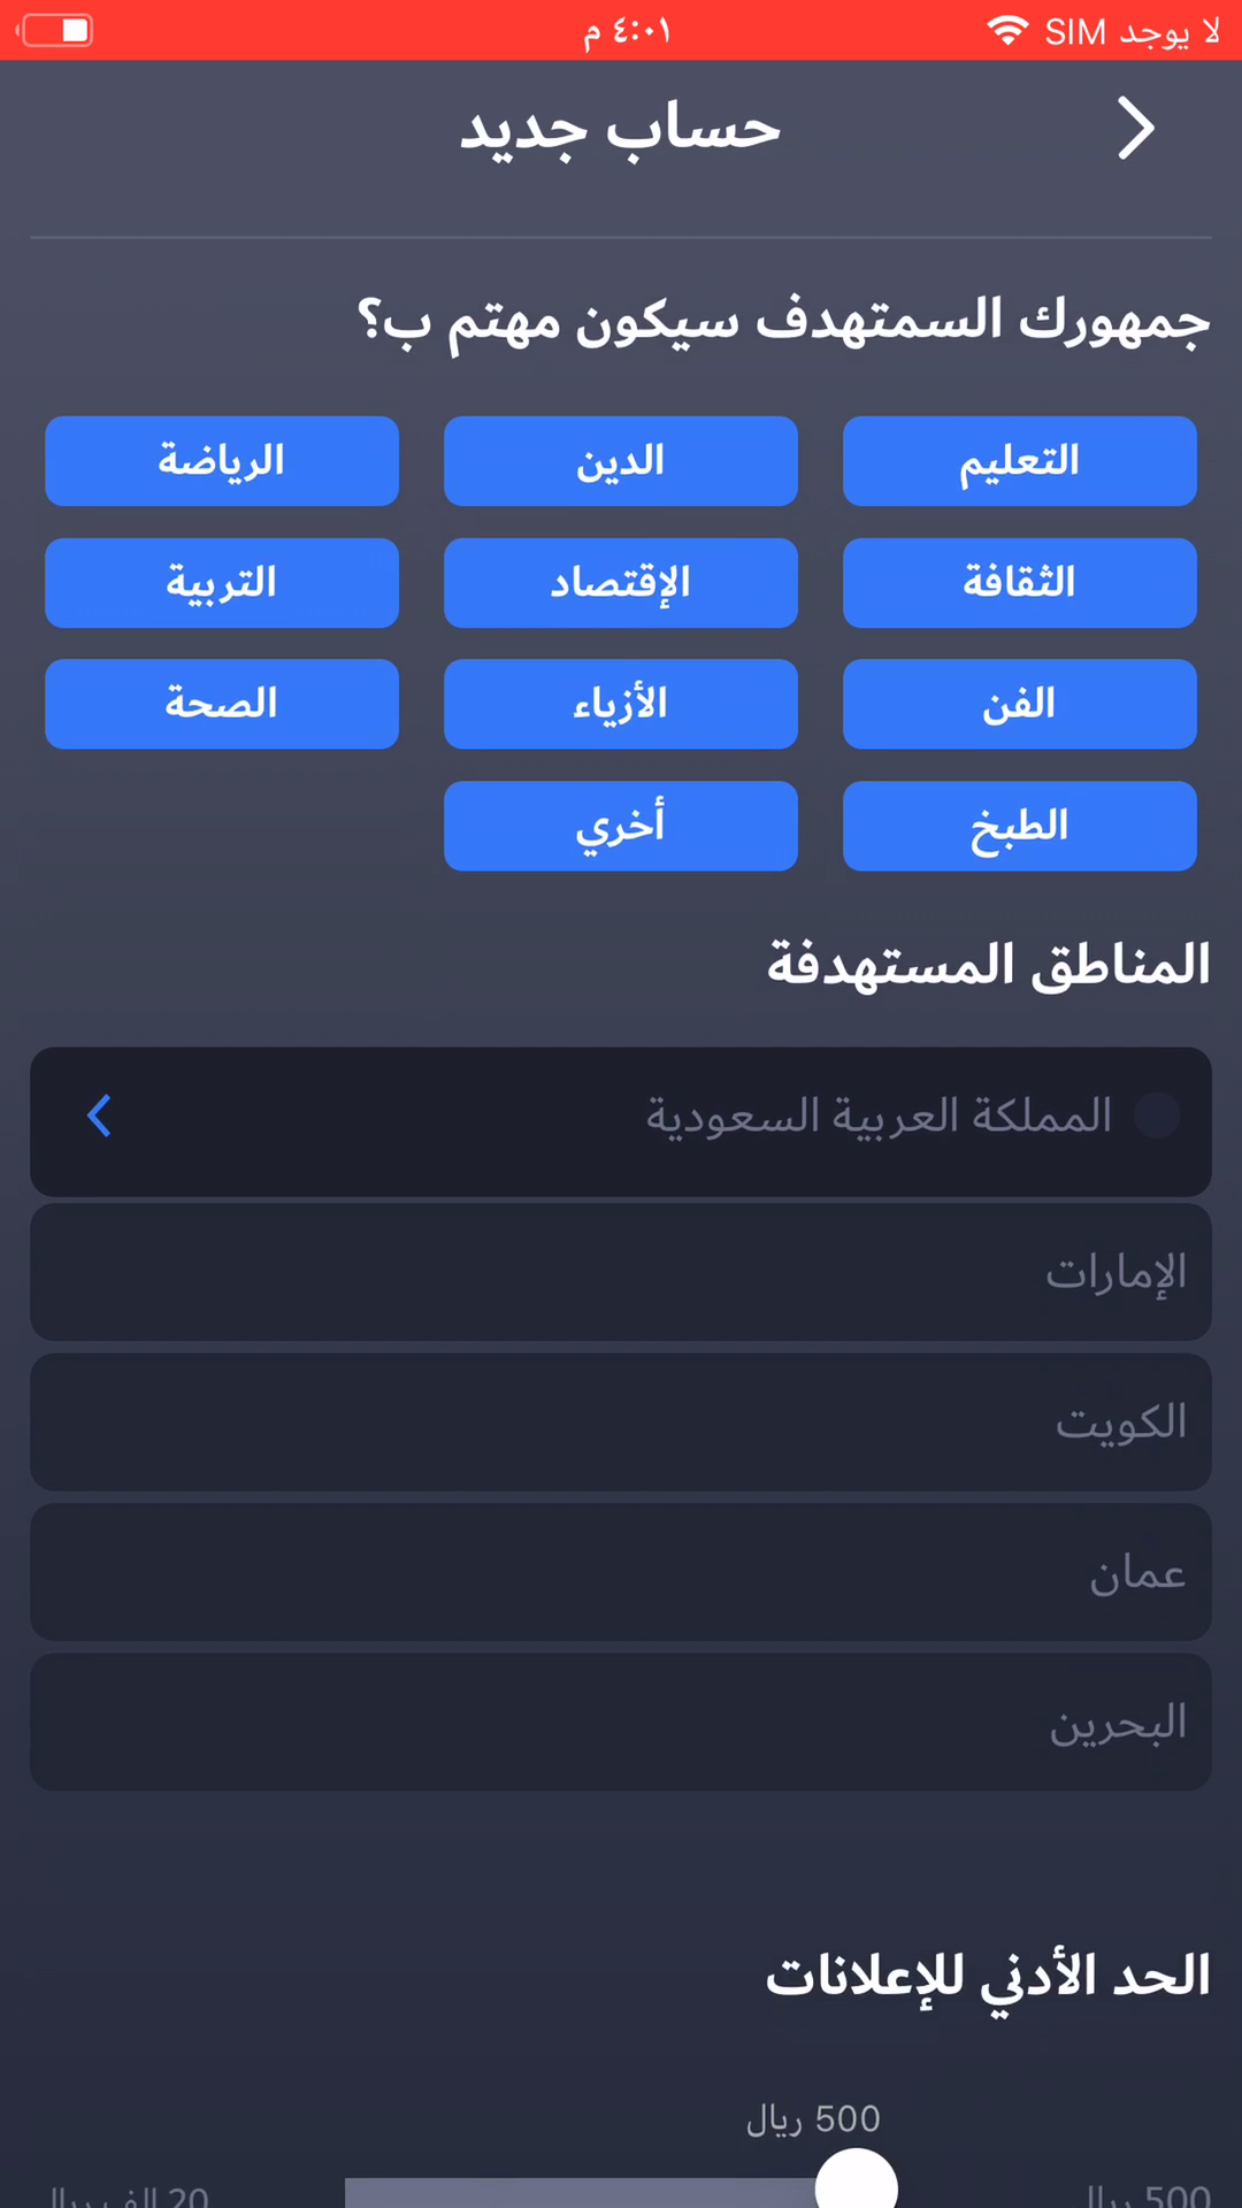 لا يوجد SIM ٤:٠١ م
حساب جديد
جمهورك السمتهدف سيكون مهتم ب؟
التعليم الدين الرياضة
الثقافة الإقتصاد التربية
الفن الأزياء الصحة
الطبخ أخري
المناطق المستهدفة
المملكة العربية السعودية
الإمارات
الكويت
عمان
البحرين
الحد الأدني للإعلانات
500 ريال
500 ريال 20 الف ريال